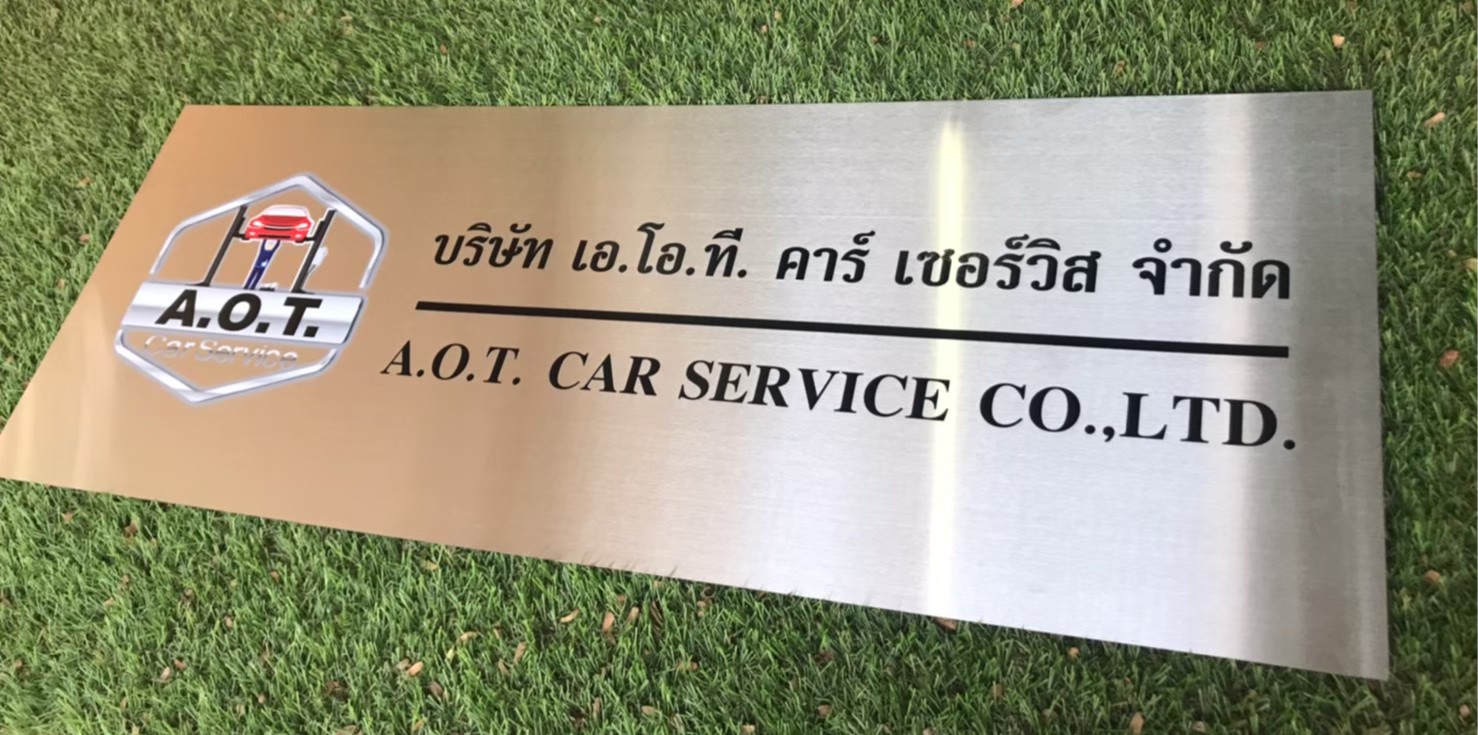 A.O.T.
Car Service
บริษัท เอ.โอ.ที. คาร์ เซอร์วิส จำกัด
A.O.T. CAR SERVICE CO.,LTD.